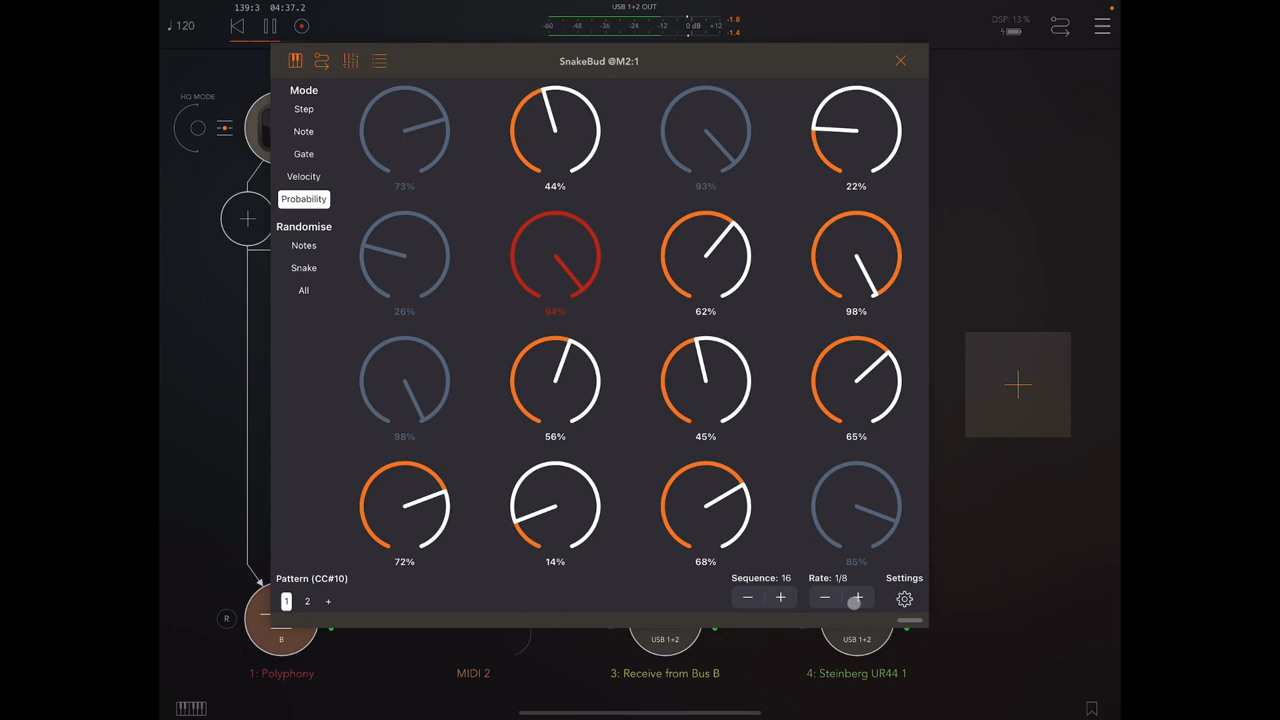 139:3 04:37.2
USB 1+2 OUT
♩ 120
-60 -48 -36 -24 -12 0 dB +12
-1.8
-1.4
DSP: 13 %
SnakeBud @M2:1
HQ MODE
Mode
Step
Note
Gate
Velocity
Probability
Randomise
Notes
Snake
All
73% 44% 93% 22%
26% 94% 62% 98%
98% 56% 45% 65%
72% 14% 68% 85%
Pattern (CC#10)
1 2 +
Sequence: 16
− +
Rate: 1/8
− +
Settings
R
B
USB 1+2
USB 1+2
1: Polyphony
MIDI 2
3: Receive from Bus B
4: Steinberg UR44 1